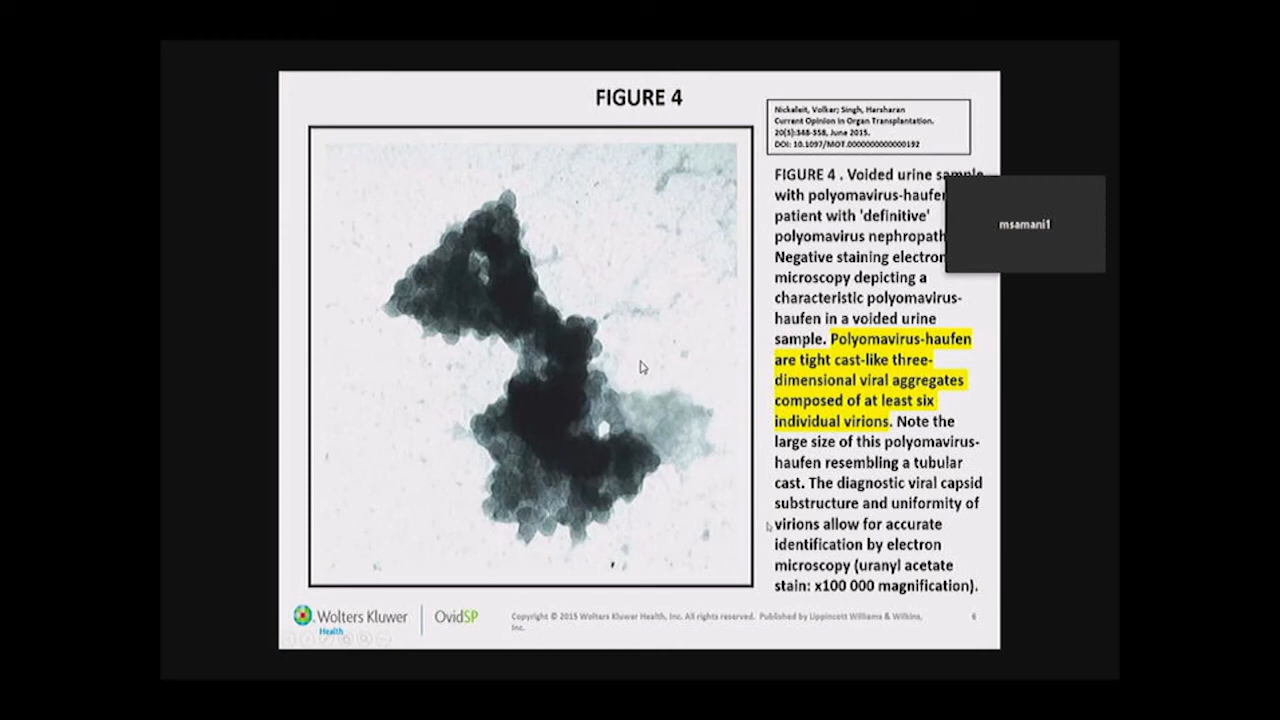 FIGURE 4
Nickeleit, Volker; Singh, Harsharan
Current Opinion in Organ Transplantation.
20(3):348-358, June 2015.
DOI: 10.1097/MOT.0000000000000192
FIGURE 4 . Voided urine sample
with polyomavirus-haufen
patient with 'definitive'
polyomavirus nephropath
Negative staining electron
microscopy depicting a
characteristic polyomavirus-
haufen in a voided urine
sample. Polyomavirus-haufen
are tight cast-like three-
dimensional viral aggregates
composed of at least six
individual virions. Note the
large size of this polyomavirus-
haufen resembling a tubular
cast. The diagnostic viral capsid
substructure and uniformity of
virions allow for accurate
identification by electron
microscopy (uranyl acetate
stain: x100 000 magnification).
msamani1
Wolters Kluwer
Health
OvidSP
Copyright © 2015 Wolters Kluwer Health, Inc. All rights reserved. Published by Lippincott Williams & Wilkins,
Inc.
6